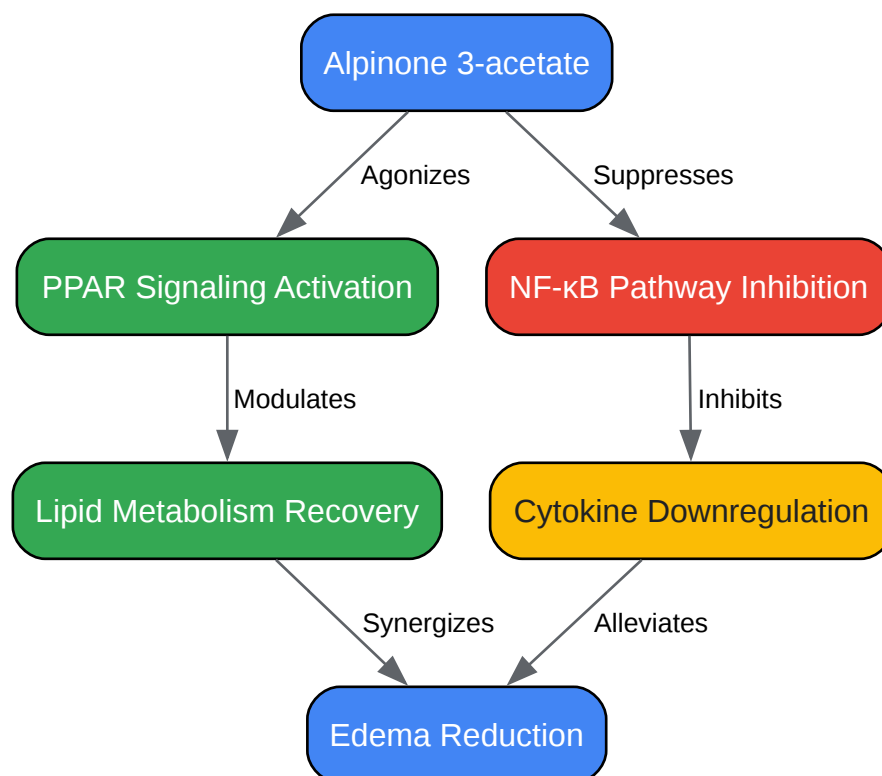 Alpinone 3-acetate
Agonizes
Suppresses
PPAR Signaling Activation
NF-κB Pathway Inhibition
Modulates
Inhibits
Lipid Metabolism Recovery
Cytokine Downregulation
Synergizes
Alleviates
Edema Reduction